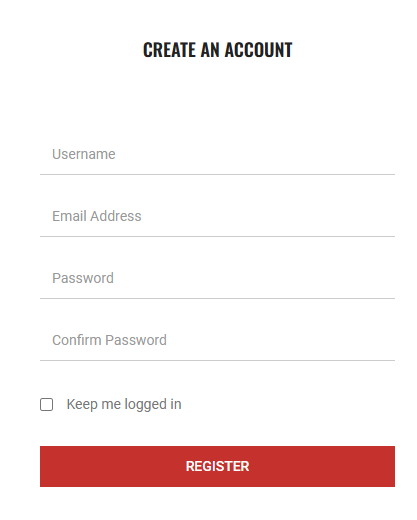 CREATE AN ACCOUNT
Username
Email Address
Password
Confirm Password
Keep me logged in
REGISTER